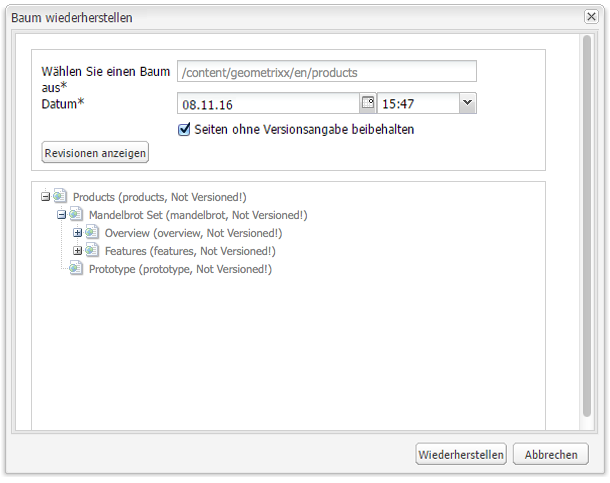 Baum wiederherstellen
Wählen Sie einen Baum aus*
/content/geometrixx/en/products
Datum*
08.11.16
15:47
Seiten ohne Versionsangabe beibehalten
Revisionen anzeigen
Products (products, Not Versioned!)
Mandelbrot Set (mandelbrot, Not Versioned!)
Overview (overview, Not Versioned!)
Features (features, Not Versioned!)
Prototype (prototype, Not Versioned!)
Wiederherstellen
Abbrechen